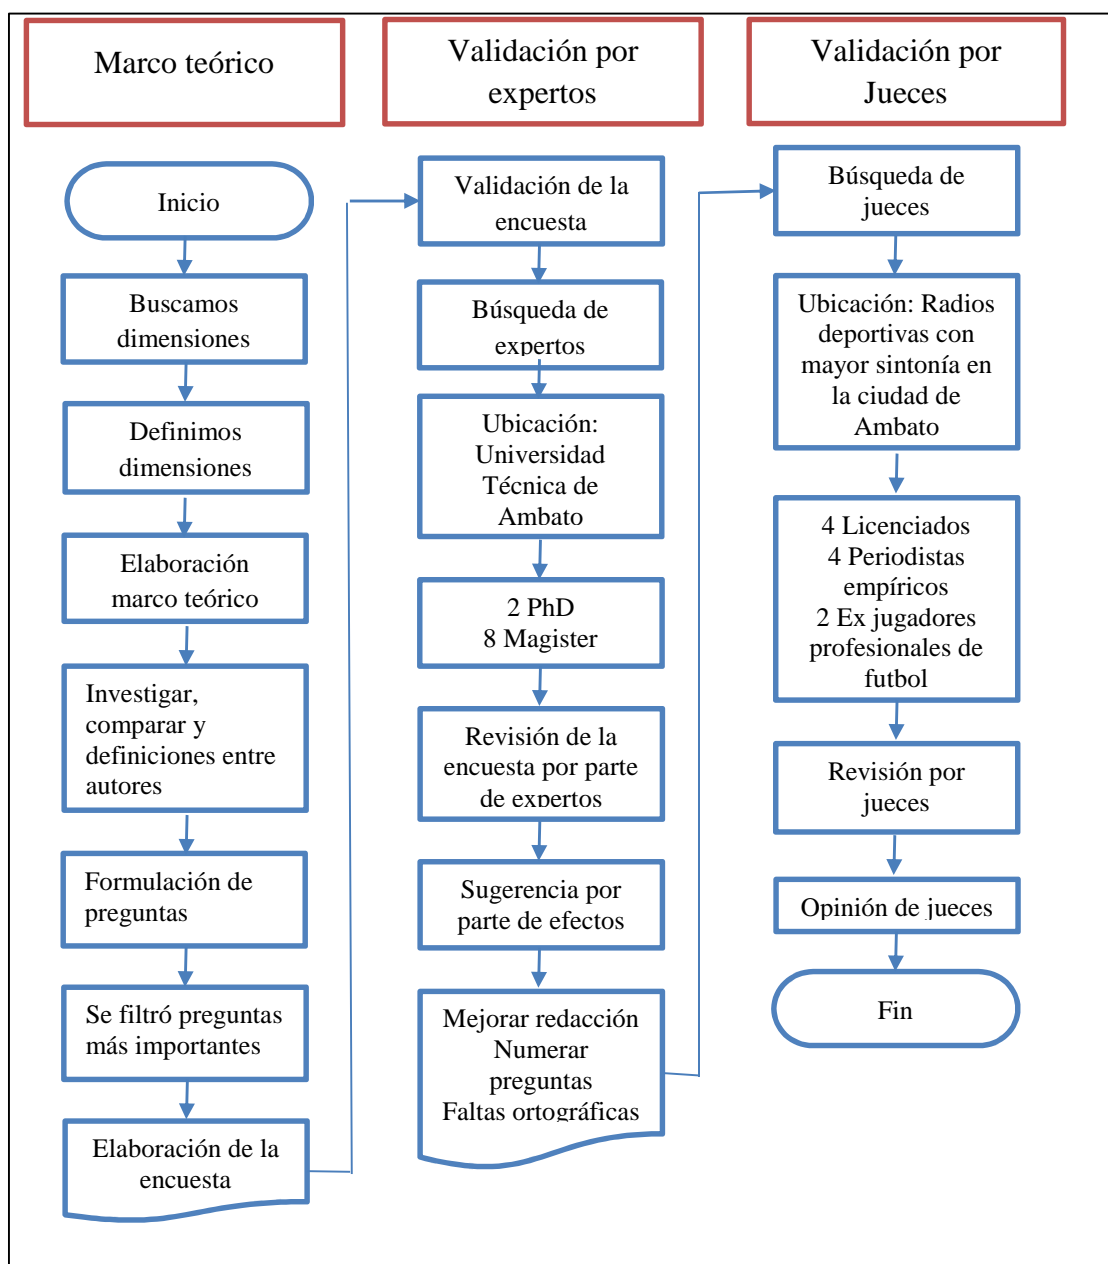 Marco teórico
Inicio
Buscamos
dimensiones
Definimos
dimensiones
Elaboración
marco teórico
Investigar,
comparar y
definiciones entre
autores
Formulación de
preguntas
Se filtró preguntas
más importantes
Elaboración de la
encuesta
Validación por
expertos
Validación de la
encuesta
Búsqueda de
expertos
Ubicación:
Universidad
Técnica de
Ambato
2 PhD
8 Magister
Revisión de la
encuesta por parte
de expertos
Sugerencia por
parte de efectos
Mejorar redacción
Numerar
preguntas
Faltas ortográficas
Validación por
Jueces
Búsqueda de
jueces
Ubicación: Radios
deportivas con
mayor sintonía en
la ciudad de
Ambato
4 Licenciados
4 Periodistas
empíricos
2 Ex jugadores
profesionales de
futbol
Revisión por
jueces
Opinión de jueces
Fin